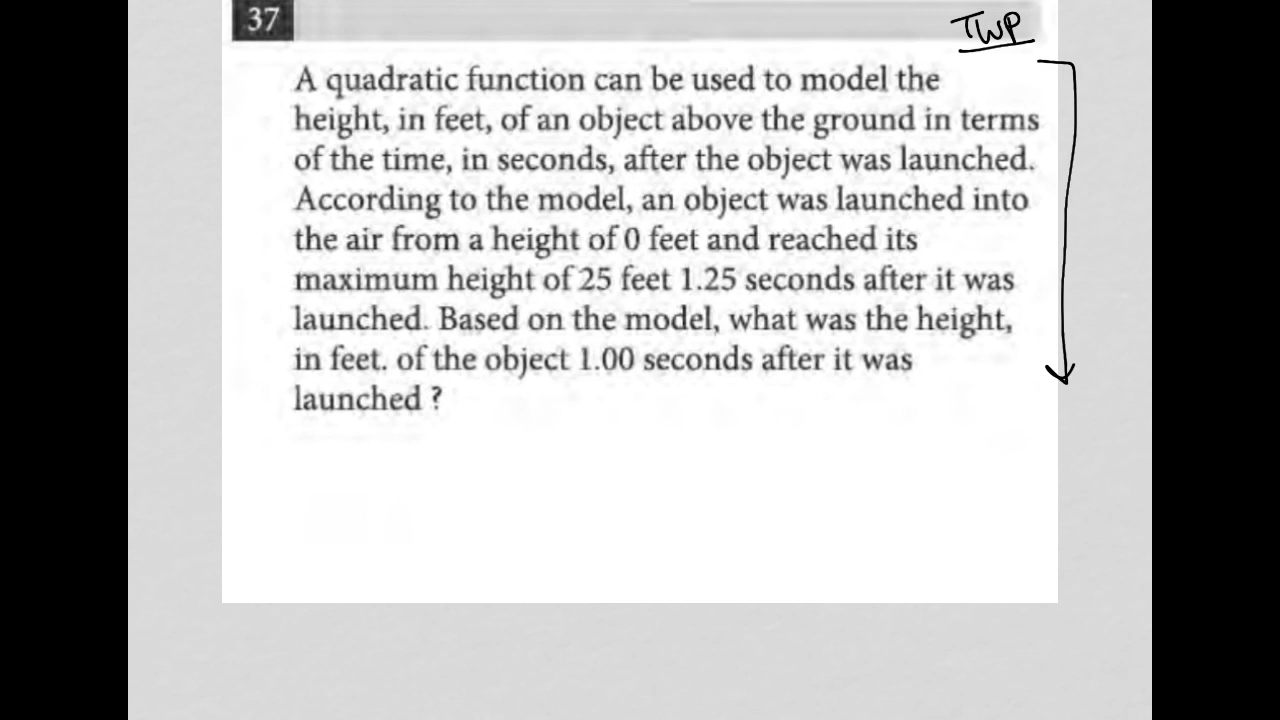 37
TWP
A quadratic function can be used to model the
height, in feet, of an object above the ground in terms
of the time, in seconds, after the object was launched.
According to the model, an object was launched into
the air from a height of 0 feet and reached its
maximum height of 25 feet 1.25 seconds after it was
launched. Based on the model, what was the height,
in feet. of the object 1.00 seconds after it was
launched ?